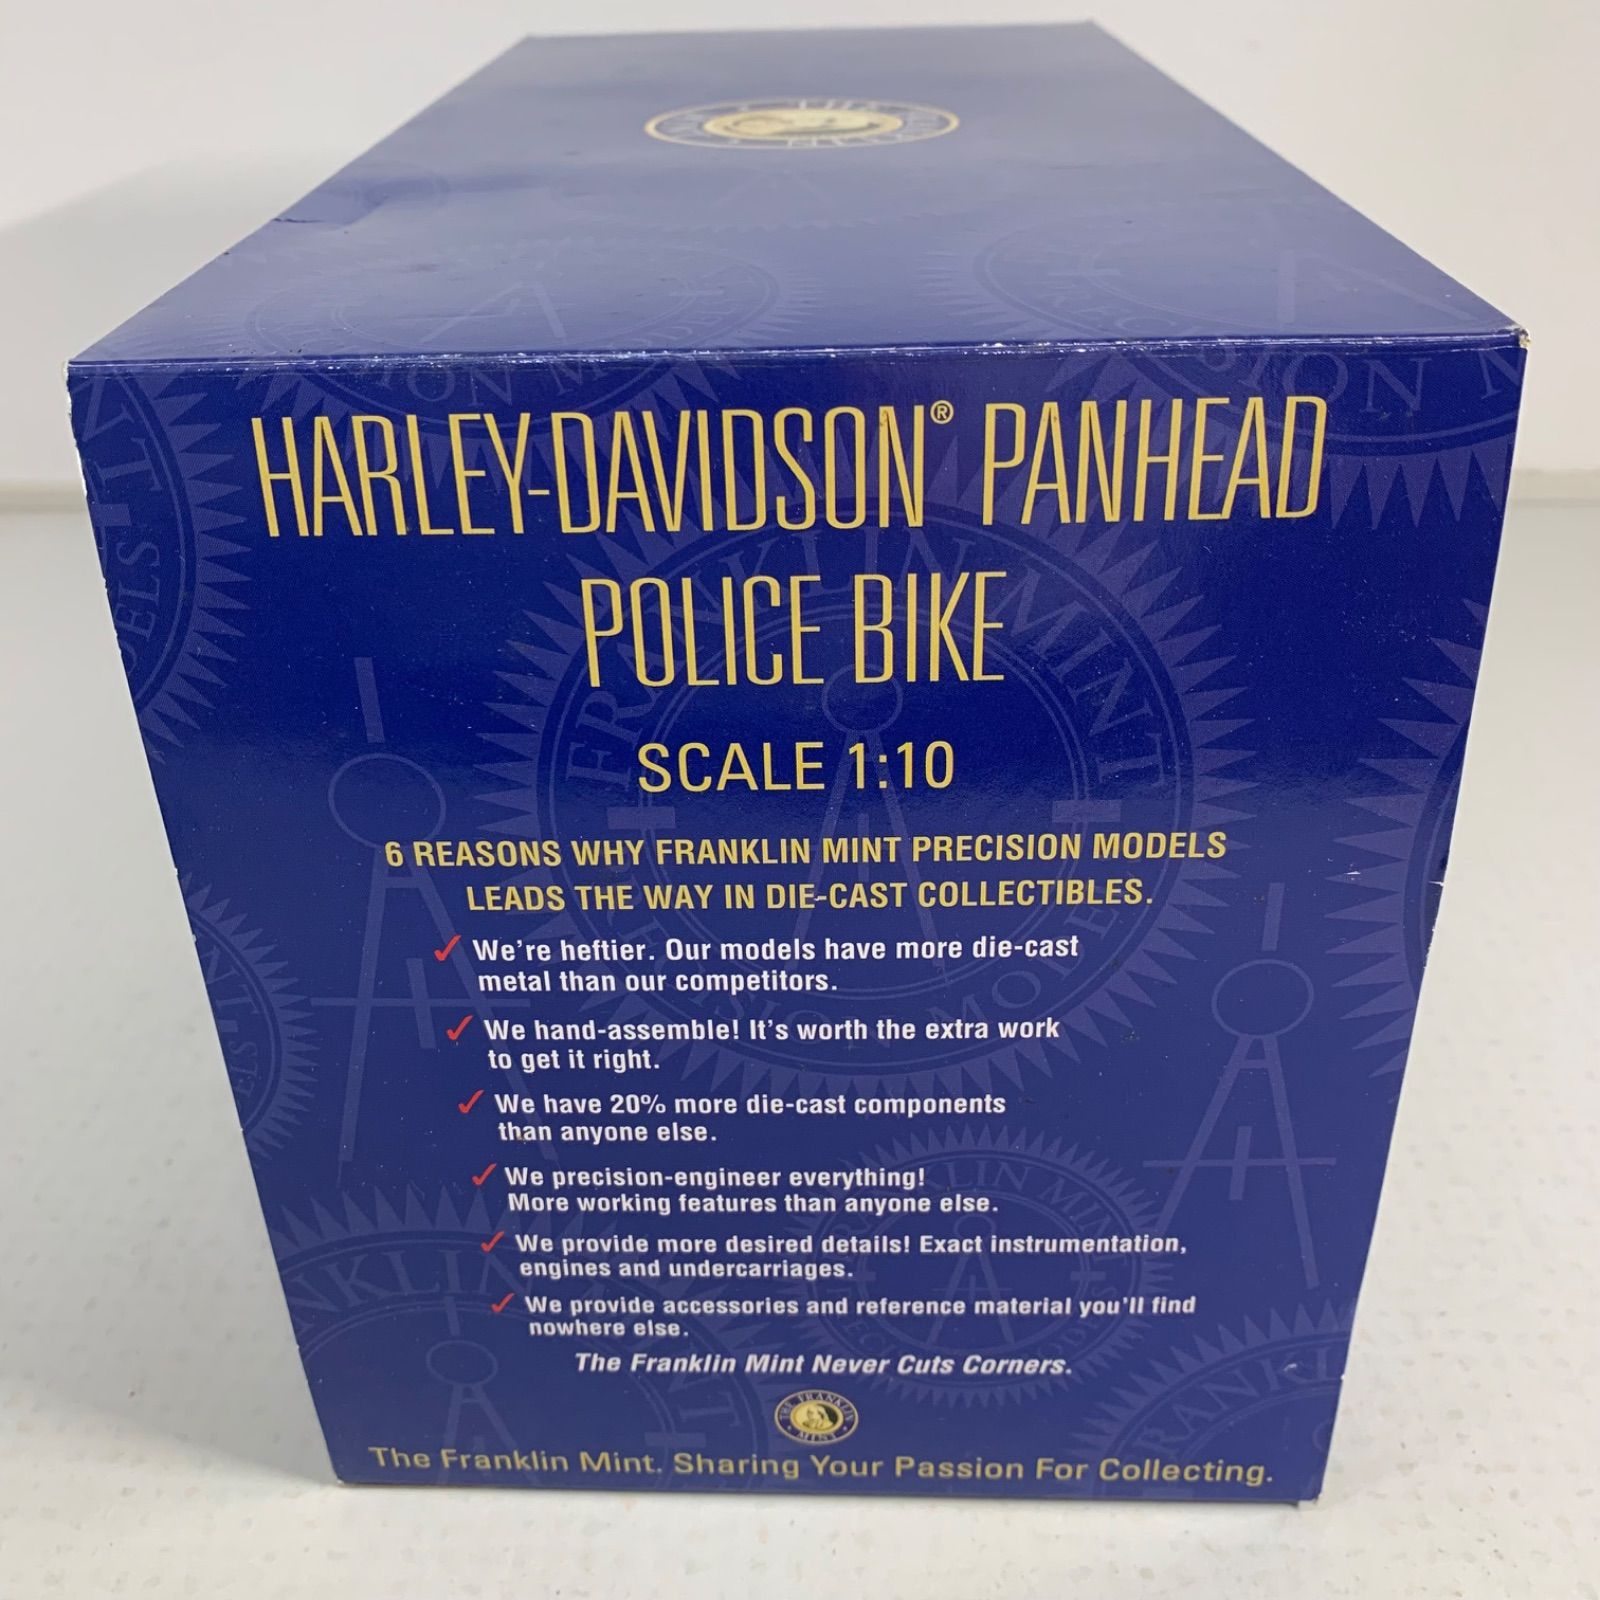 HARLEY-DAVIDSON® PANHEAD
POLICE BIKE
SCALE 1:10
6 REASONS WHY FRANKLIN MINT PRECISION MODELS
LEADS THE WAY IN DIE-CAST COLLECTIBLES.
✓ We're heftier. Our models have more die-cast
metal than our competitors.
✓ We hand-assemble! It's worth the extra work
to get it right.
✓ We have 20% more die-cast components
than anyone else.
✓ We precision-engineer everything!
More working features than anyone else.
✓ We provide more desired details! Exact instrumentation,
engines and undercarriages.
✓ We provide accessories and reference material you'll find
nowhere else.
The Franklin Mint Never Cuts Corners.
THE FRANKLIN MINT
The Franklin Mint. Sharing Your Passion For Collecting.